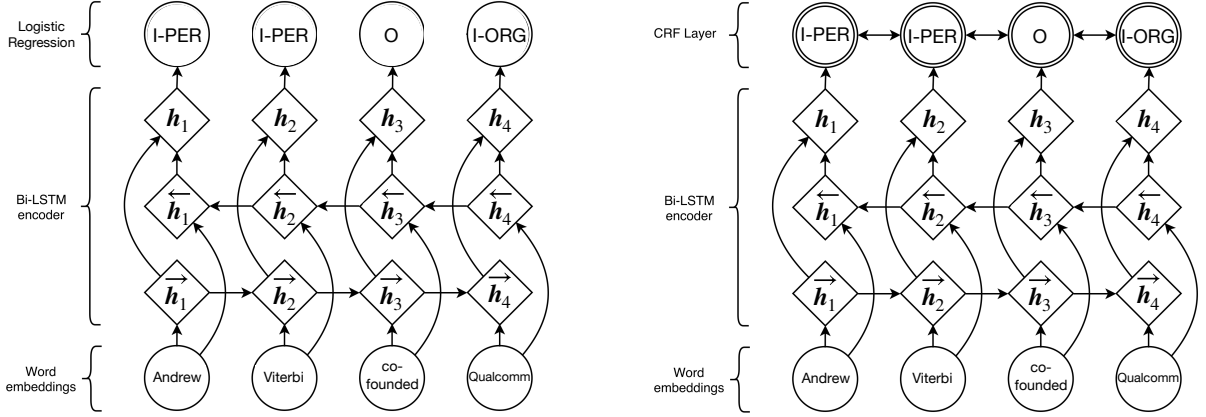 Logistic
Regression
I-PER I-PER O I-ORG
h₁ h₂ h₃ h₄
Bi-LSTM
encoder
←h₁ ←h₂ ←h₃ ←h₄
→h₁ →h₂ →h₃ →h₄
Word
embeddings
Andrew Viterbi co-
founded Qualcomm
CRF Layer
I-PER I-PER O I-ORG
h₁ h₂ h₃ h₄
Bi-LSTM
encoder
←h₁ ←h₂ ←h₃ ←h₄
→h₁ →h₂ →h₃ →h₄
Word
embeddings
Andrew Viterbi co-
founded Qualcomm